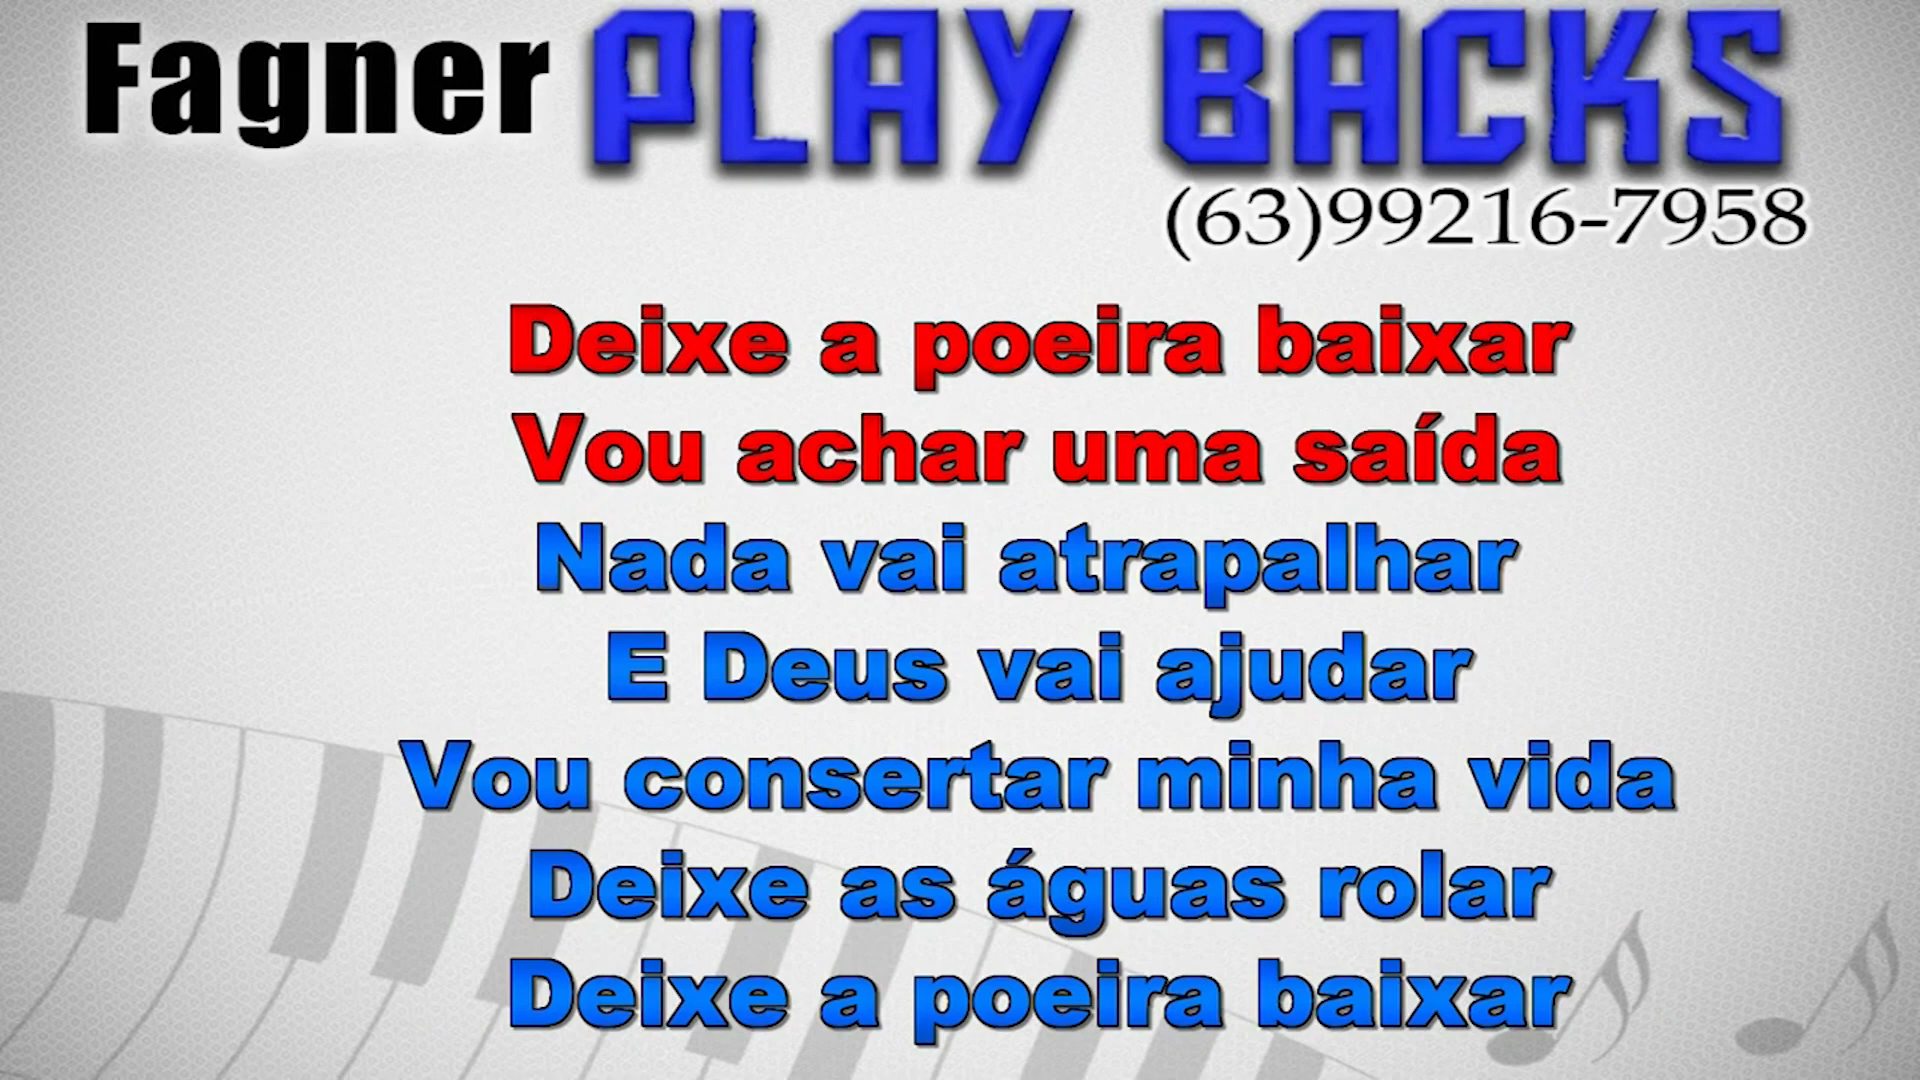 Fagner PLAY BACKS
(63)99216-7958
Deixe a poeira baixar
Vou achar uma saída
Nada vai atrapalhar
E Deus vai ajudar
Vou consertar minha vida
Deixe as águas rolar
Deixe a poeira baixar